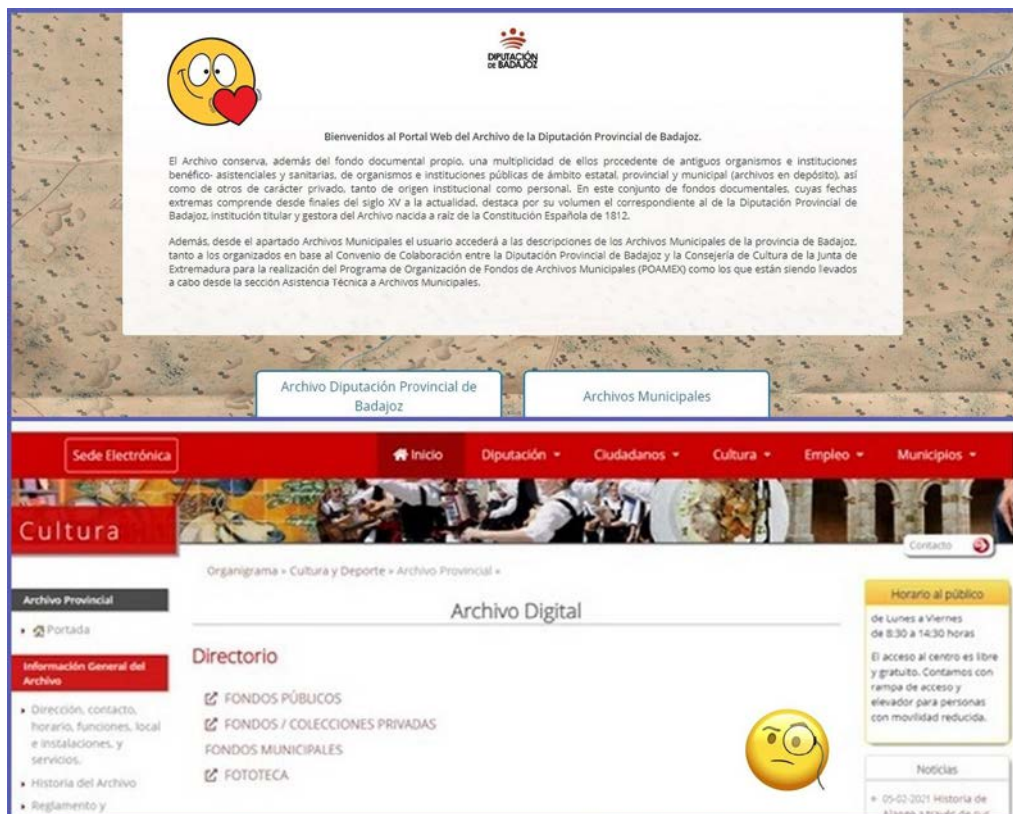 DIPUTACIÓN
DE BADAJOZ
Bienvenidos al Portal Web del Archivo de la Diputación Provincial de Badajoz.
El Archivo conserva, además del fondo documental propio, una multiplicidad de ellos procedente de antiguos organismos e instituciones
benéfico- asistenciales y sanitarias, de organismos e instituciones públicas de ámbito estatal, provincial y municipal (archivos en depósito), así
como de otros de carácter privado, tanto de origen institucional como personal. En este conjunto de fondos documentales, cuyas fechas
extremas comprende desde finales del siglo XV a la actualidad, destaca por su volumen el correspondiente al de la Diputación Provincial de
Badajoz, institución titular y gestora del Archivo nacida a raíz de la Constitución Española de 1812.
Además, desde el apartado Archivos Municipales el usuario accederá a las descripciones de los Archivos Municipales de la provincia de Badajoz,
tanto a los organizados en base al Convenio de Colaboración entre la Diputación Provincial de Badajoz y la Consejería de Cultura de la Junta de
Extremadura para la realización del Programa de Organización de Fondos de Archivos Municipales (POAMEX) como los que están siendo llevados
a cabo desde la sección Asistencia Técnica a Archivos Municipales.
Archivo Diputación Provincial de
Badajoz
Archivos Municipales
Sede Electrónica
Inicio
Diputación
Ciudadanos
Cultura
Empleo
Municipios
Cultura
Contacto
Organigrama » Cultura y Deporte » Archivo Provincial »
Archivo Provincial
Portada
Información General del
Archivo
Dirección, contacto,
horario, funciones, local
e instalaciones, y
servicios.
Historia del Archivo
Reglamento y
Archivo Digital
Directorio
FONDOS PÚBLICOS
FONDOS / COLECCIONES PRIVADAS
FONDOS MUNICIPALES
FOTOTECA
Horario al público
de Lunes a Viernes
de 8:30 a 14:30 horas
El acceso al centro es libre
y gratuito. Contamos con
rampa de acceso y
elevador para personas
con movilidad reducida.
Noticias
05-02-2021 Historia de